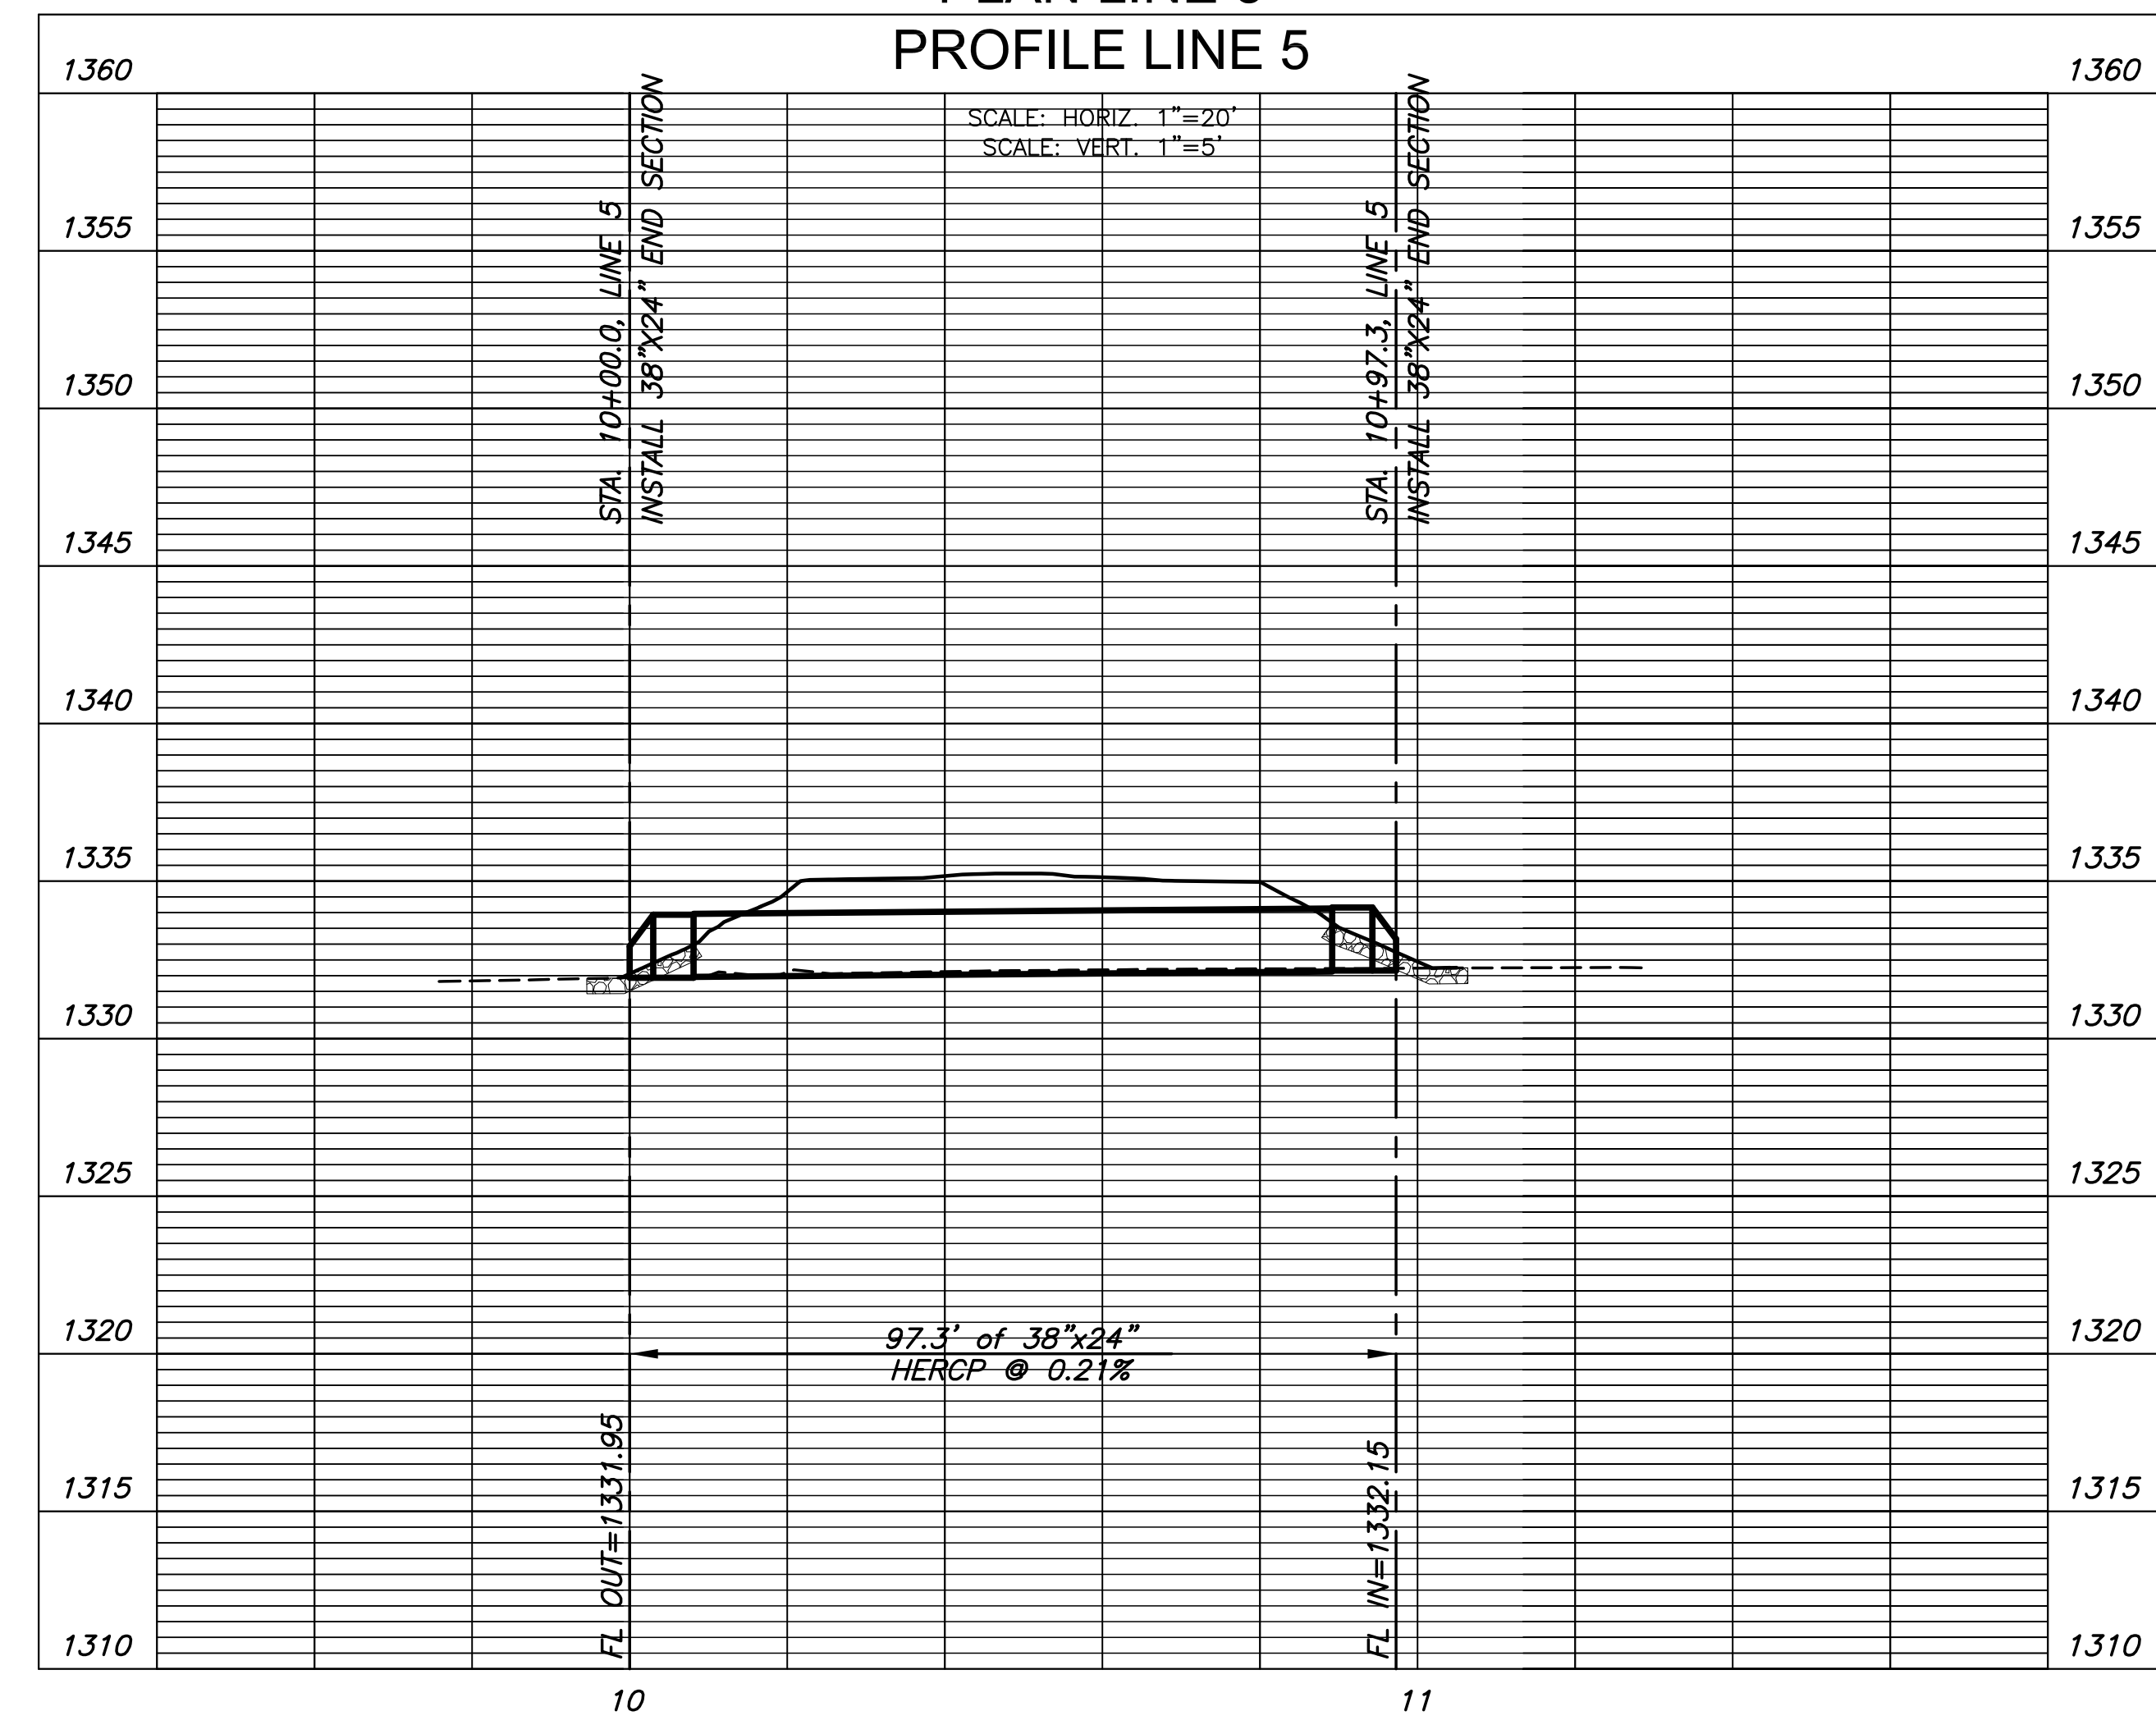 PROFILE LINE 5
SCALE: HORIZ. 1"=20'
SCALE: VERT. 1"=5'
1360 1360
1355 1355
1350 1350
1345 1345
1340 1340
1335 1335
1330 1330
1325 1325
1320 1320
1315 1315
1310 1310
STA. 10+00.0, LINE 5
INSTALL 38"X24" END SECTION
STA. 10+97.3, LINE 5
INSTALL 38"X24" END SECTION
97.3' of 38"x24"
HERCP @ 0.21%
FL OUT=1331.95
FL IN=1332.15
10 11